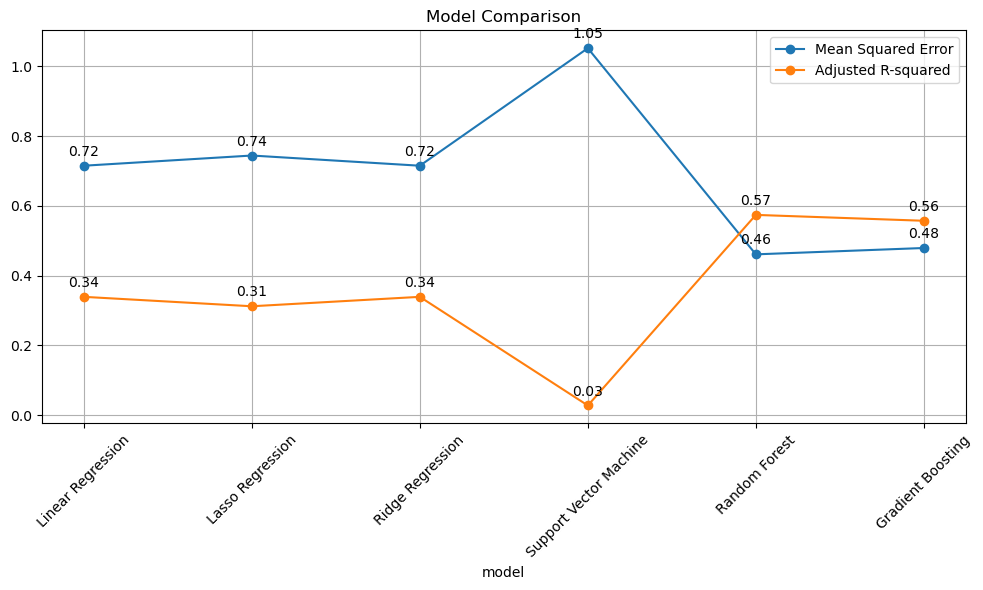 Model Comparison
Mean Squared Error
Adjusted R-squared
1.0
0.8
0.6
0.4
0.2
0.0
0.72
0.74
0.72
1.05
0.46
0.48
0.34
0.31
0.34
0.03
0.57
0.56
Linear Regression
Lasso Regression
Ridge Regression
Support Vector Machine
Random Forest
Gradient Boosting
model